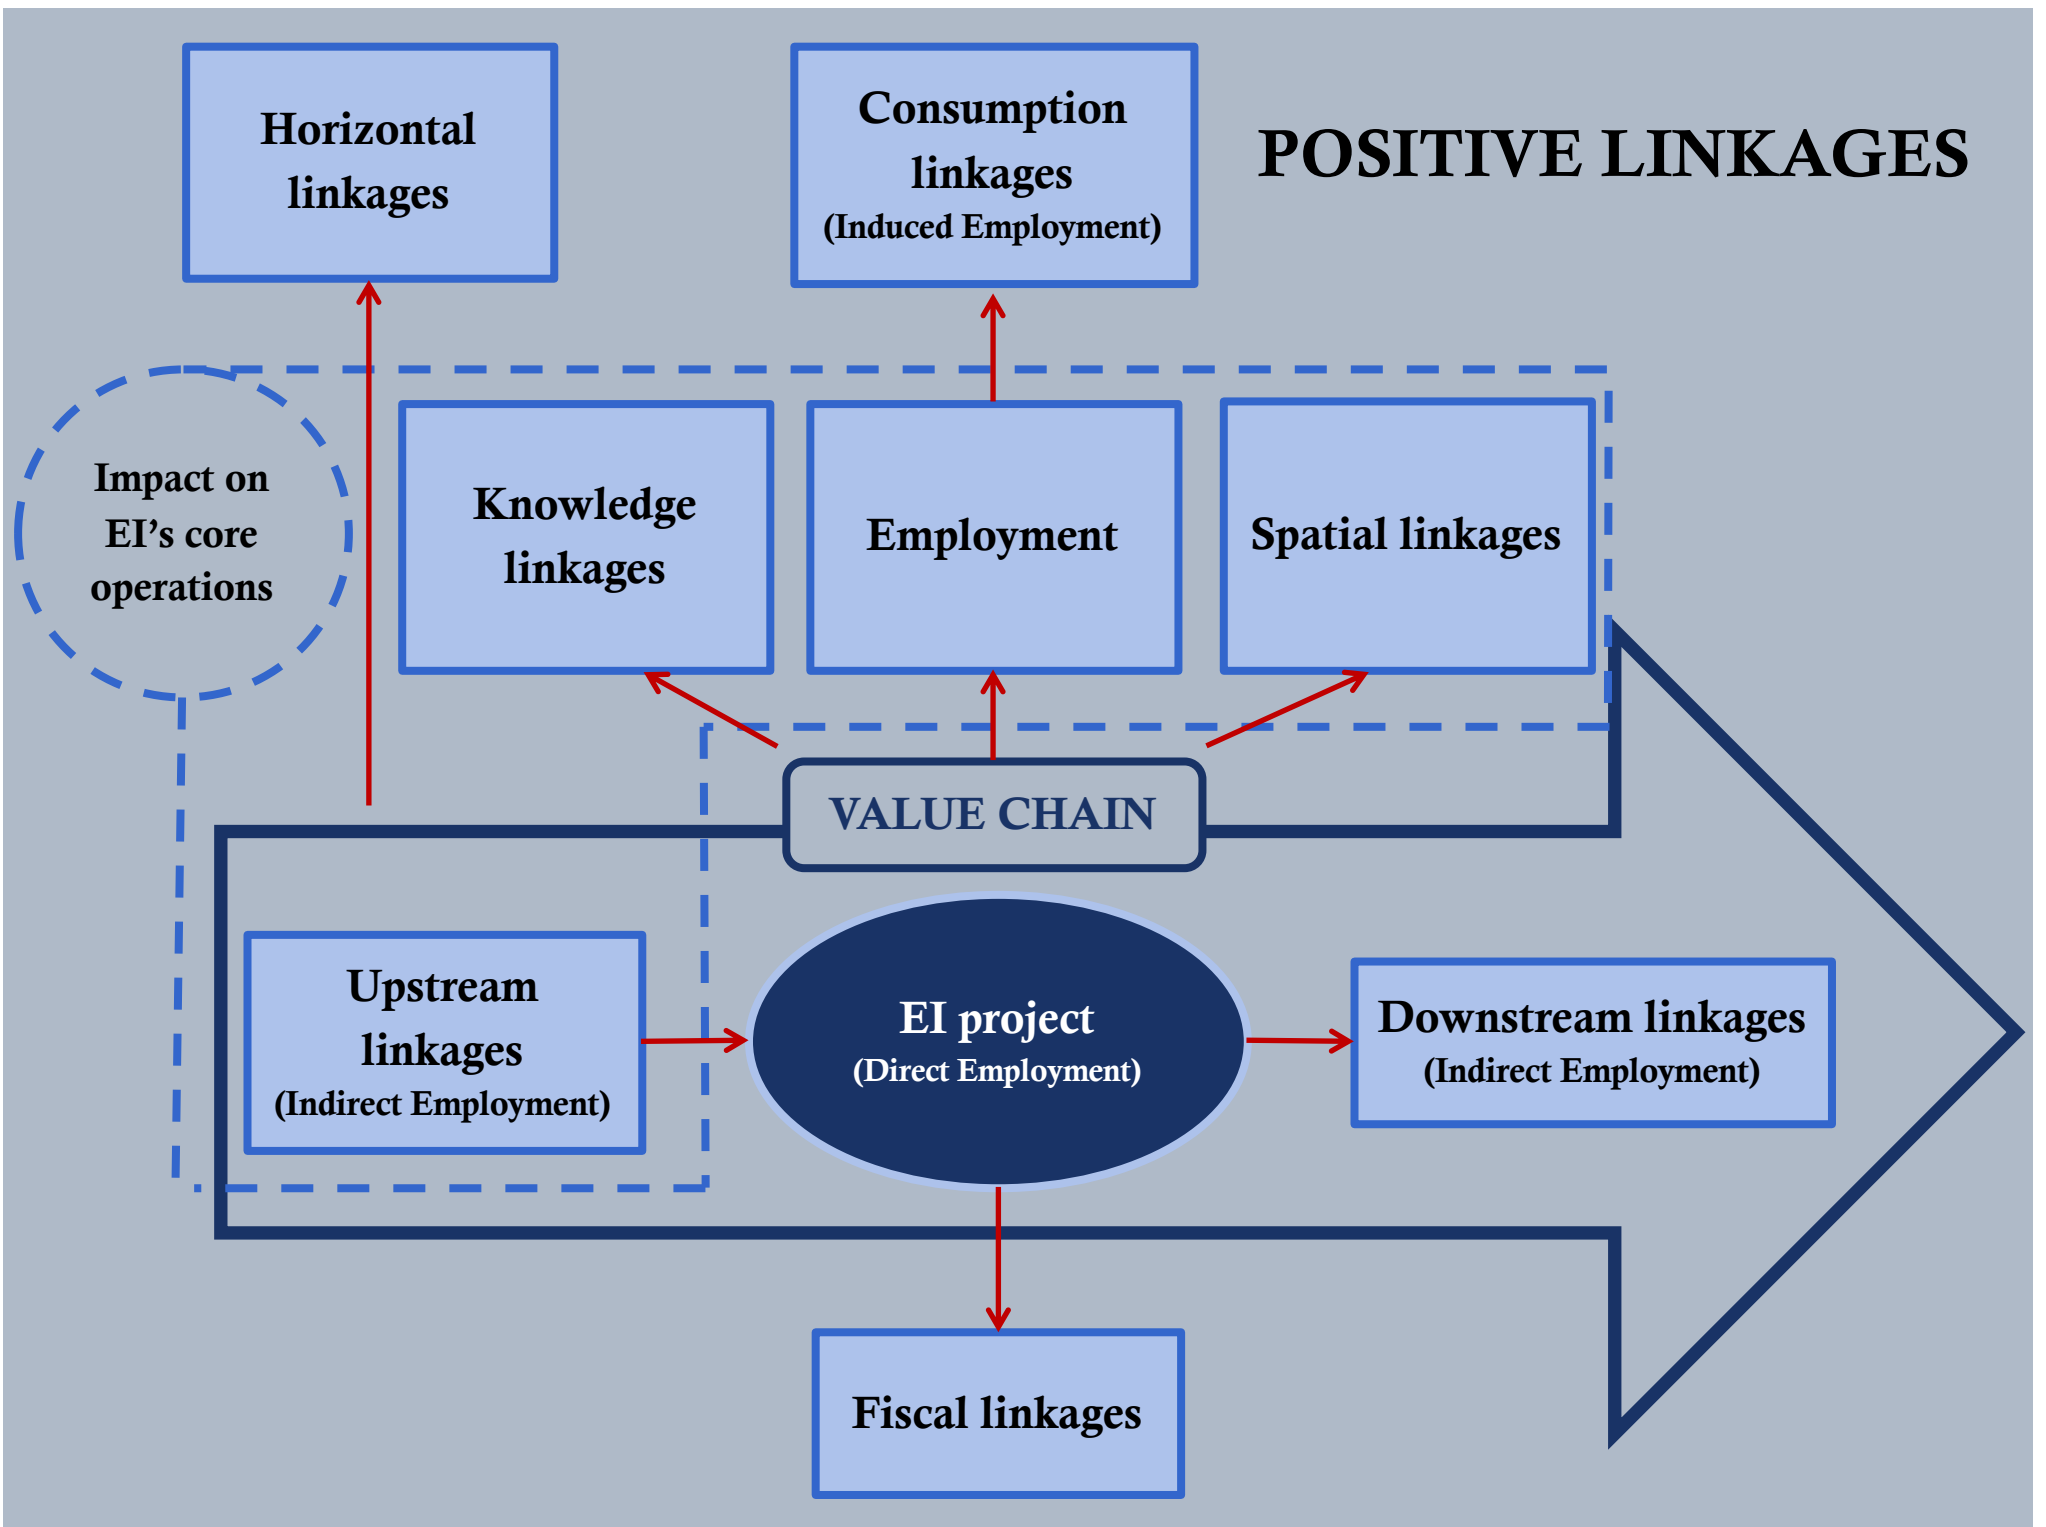 Horizontal
linkages
Consumption
linkages
(Induced Employment)
POSITIVE LINKAGES
Impact on
EI’s core
operations
Knowledge
linkages
Employment
Spatial linkages
VALUE CHAIN
Upstream
linkages
(Indirect Employment)
EI project
(Direct Employment)
Downstream linkages
(Indirect Employment)
Fiscal linkages